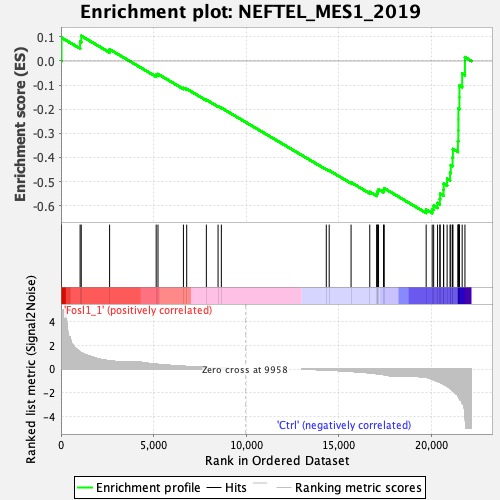 Enrichment plot: NEFTEL_MES1_2019
Enrichment score (ES)
0.1
0.0
-0.1
-0.2
-0.3
-0.4
-0.5
-0.6
'Fosl1_1' (positively correlated)
Ranked list metric (Signal2Noise)
4
2
0
-2
-4
Zero cross at 9958
'Ctrl' (negatively correlated)
0
5,000
10,000
15,000
20,000
Rank in Ordered Dataset
Enrichment profile
Hits
Ranking metric scores